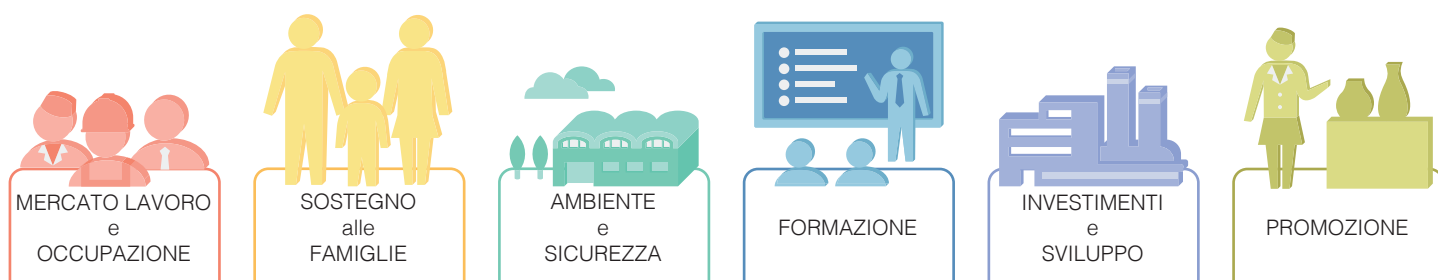 MERCATO LAVORO
e
OCCUPAZIONE
SOSTEGNO
alle
FAMIGLIE
AMBIENTE
e
SICUREZZA
FORMAZIONE
INVESTIMENTI
e
SVILUPPO
PROMOZIONE